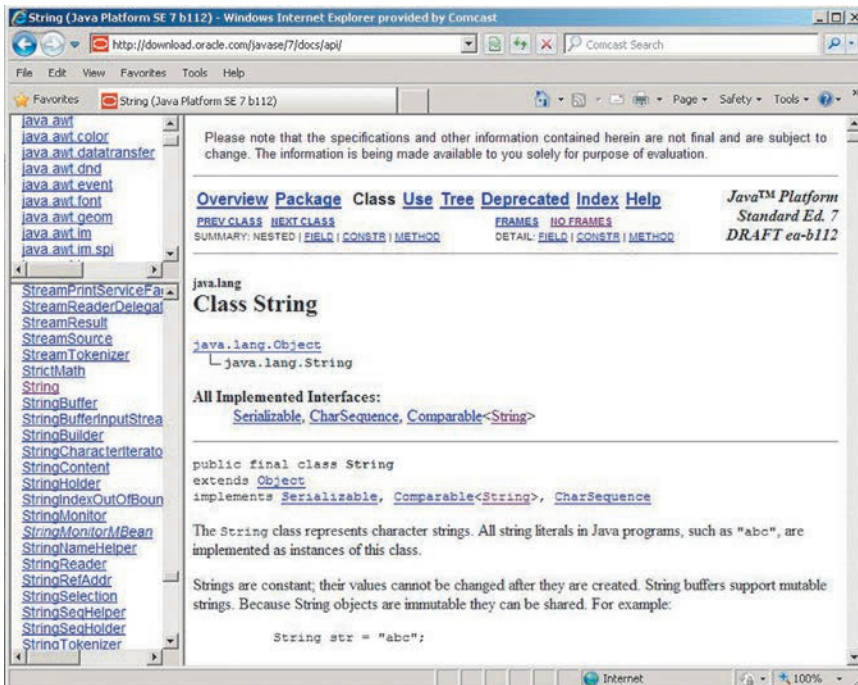 String (Java Platform SE 7 b112) - Windows Internet Explorer provided by Comcast
http://download.oracle.com/javase/7/docs/api/
Comcast Search
File Edit View Favorites Tools Help
Favorites
String (Java Platform SE 7 b112)
Page Safety Tools
java.awt
java.awt.color
java.awt.datatransfer
java.awt.dnd
java.awt.event
java.awt.font
java.awt.geom
java.awt.im
java.awt.im.spi
StreamPrintServiceFa
StreamReaderDelegat
StreamResult
StreamSource
StreamTokenizer
StrictMath
String
StringBuffer
StringBufferInputStrea
StringBuilder
StringCharacterIterato
StringContent
StringHolder
StringIndexOutOfBoun
StringMonitor
StringMonitorMBean
StringNameHelper
StringReader
StringRefAddr
StringSelection
StringSeqHelper
StringSeqHolder
StringTokenizer
Please note that the specifications and other information contained herein are not final and are subject to
change. The information is being made available to you solely for purpose of evaluation.
Overview Package Class Use Tree Deprecated Index Help
PREV CLASS NEXT CLASS
FRAMES NO FRAMES
SUMMARY: NESTED | FIELD | CONSTR | METHOD
DETAIL: FIELD | CONSTR | METHOD
Java™ Platform
Standard Ed. 7
DRAFT ea-b112
java.lang
Class String
java.lang.Object
java.lang.String
All Implemented Interfaces:
Serializable, CharSequence, Comparable<String>
public final class String
extends Object
implements Serializable, Comparable<String>, CharSequence
The String class represents character strings. All string literals in Java programs, such as "abc", are
implemented as instances of this class.
Strings are constant; their values cannot be changed after they are created. String buffers support mutable
strings. Because String objects are immutable they can be shared. For example:
String str = "abc";
Internet
100%